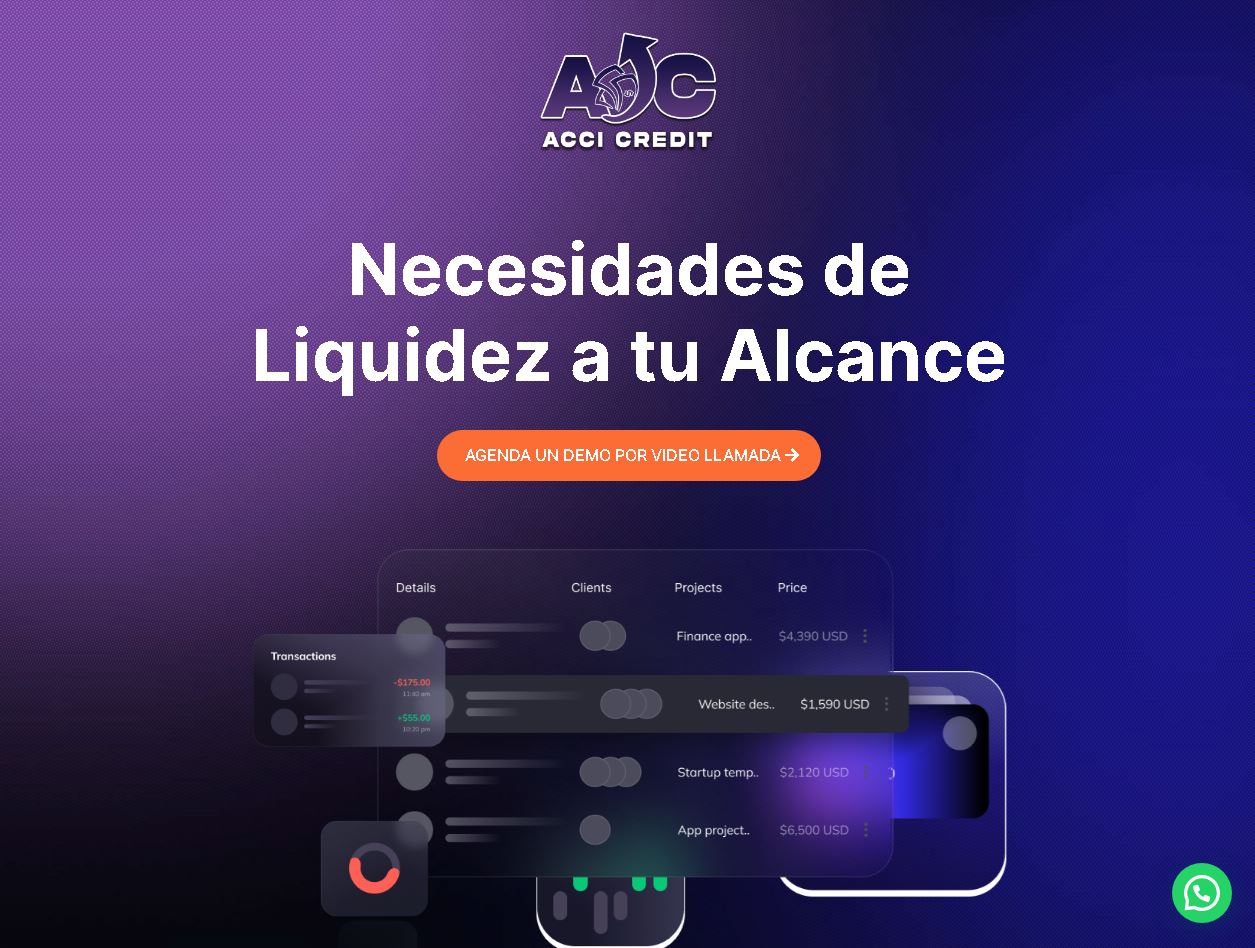 AJC
ACCI CREDIT
Necesidades de
Liquidez a tu Alcance
AGENDA UN DEMO POR VIDEO LLAMADA
Details Clients Projects Price
Finance app.. $4,390 USD
Transactions
-$175.00
11:40 am
Website des.. $1,590 USD
+$55.00
10:20 pm
Startup temp.. $2,120 USD
App project.. $6,500 USD